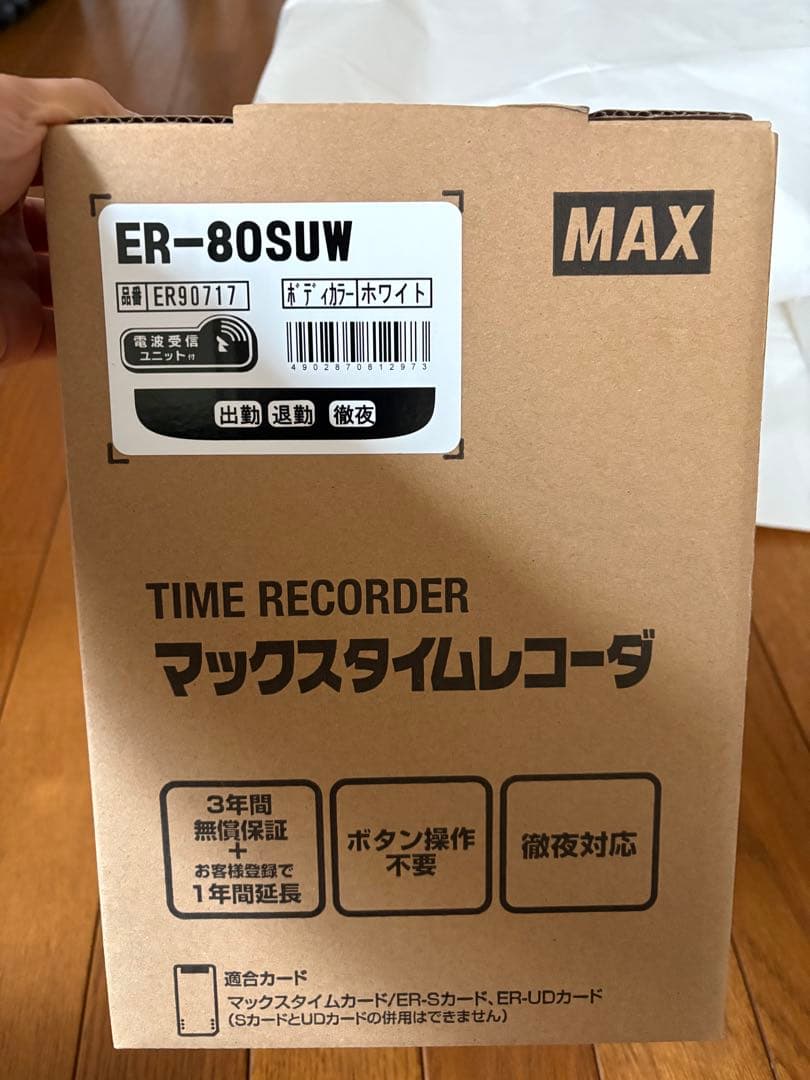 ER-80SUW
MAX
品番 ER90717
ボディカラー ホワイト
電波受信
ユニット付
4902870812973
出勤 退勤 徹夜
TIME RECORDER
マックスタイムレコーダ
3年間
無償保証
+
お客様登録で
1年間延長
ボタン操作
不要
徹夜対応
適合カード
マックスタイムカード/ER-Sカード、ER-UDカード
(SカードとUDカードの併用はできません)